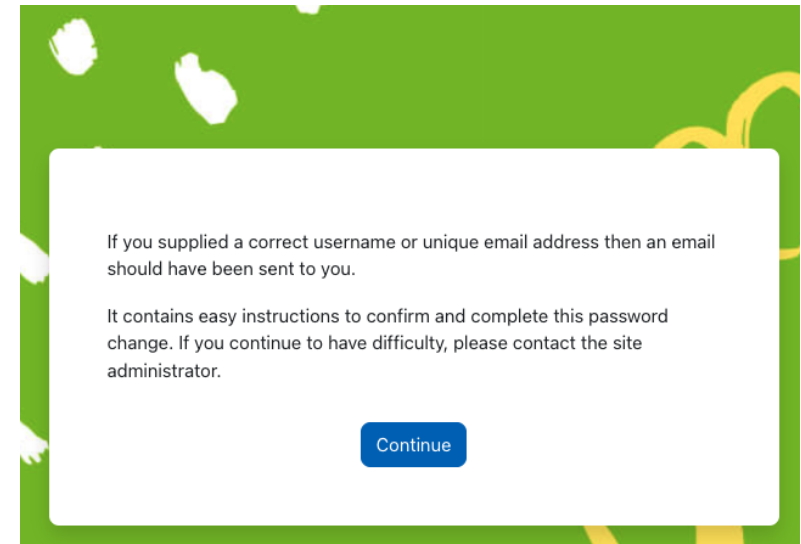 If you supplied a correct username or unique email address then an email
should have been sent to you.
It contains easy instructions to confirm and complete this password
change. If you continue to have difficulty, please contact the site
administrator.
Continue